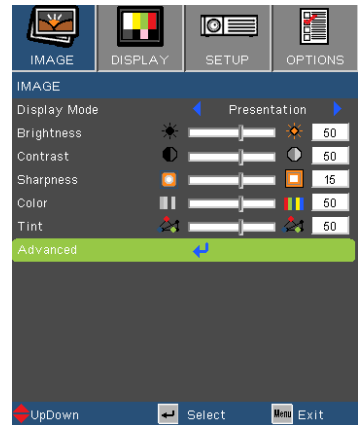 IMAGE DISPLAY SETUP OPTIONS
IMAGE
Display Mode Presentation
Brightness 50
Contrast 50
Sharpness 15
Color 50
Tint 50
Advanced
UpDown Select Menu Exit